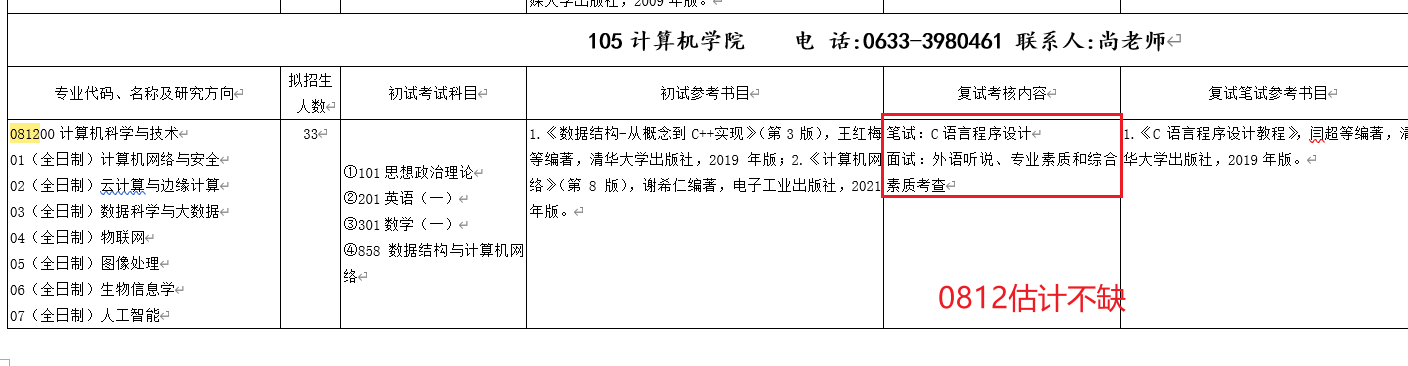 媒大学出版社，2009 年版。
105 计算机学院 电 话:0633-3980461 联系人:尚老师
专业代码、名称及研究方向
拟招生
人数
初试考试科目
初试参考书目
复试考核内容
复试笔试参考书目
081200 计算机科学与技术
01（全日制）计算机网络与安全
02（全日制）云计算与边缘计算
03（全日制）数据科学与大数据
04（全日制）物联网
05（全日制）图像处理
06（全日制）生物信息学
07（全日制）人工智能
33
①101 思想政治理论
②201 英语（一）
③301 数学（一）
④858 数据结构与计算机网
络
1.《数据结构-从概念到 C++实现》（第 3 版），王红梅
等编著，清华大学出版社，2019 年版；2.《计算机网
络》（第 8 版），谢希仁编著，电子工业出版社，2021
年版。
笔试：C 语言程序设计
面试：外语听说、专业素质和综合
素质考查
1.《C 语言程序设计教程》，闫超等编著，清
华大学出版社，2019 年版。
0812估计不缺